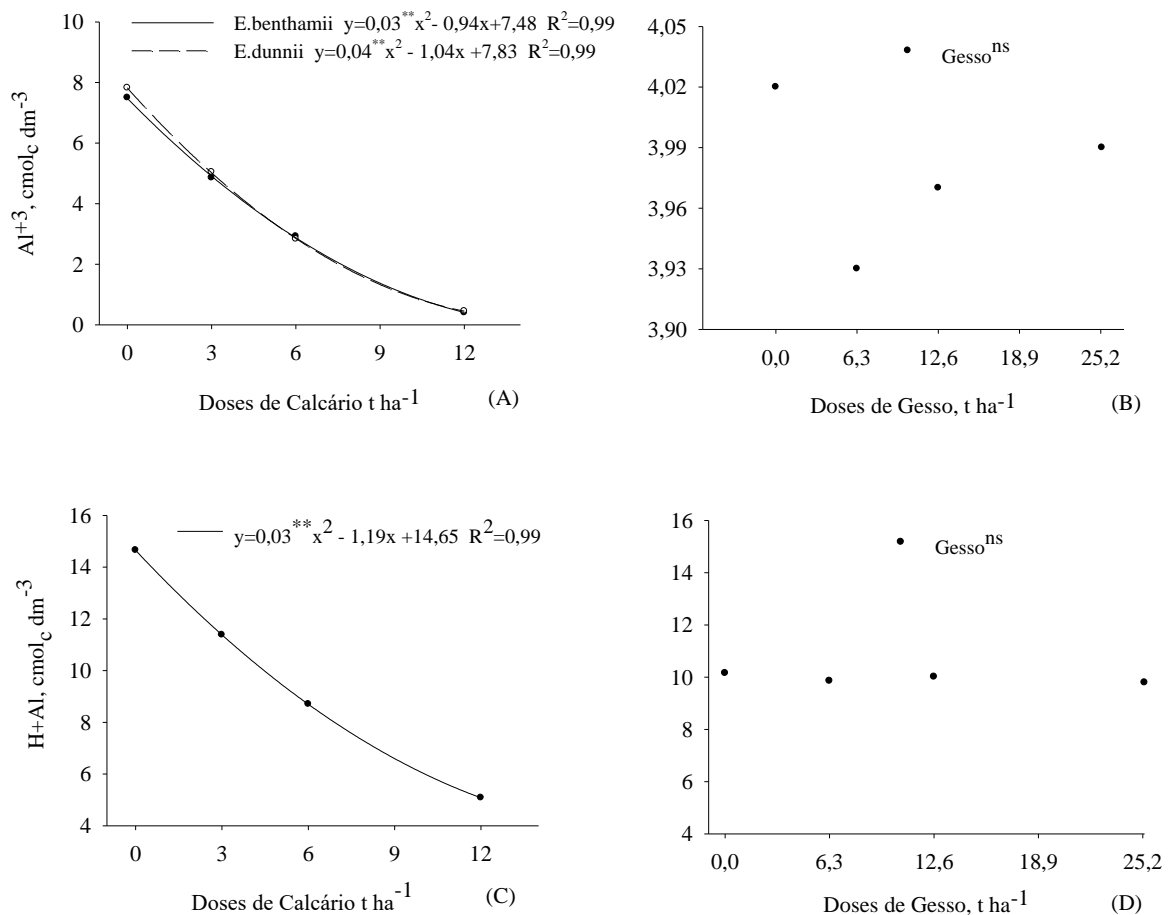 E.benthamii y=0,03**x²- 0,94x+7,48 R²=0,99
E.dunnii y=0,04**x² - 1,04x +7,83 R²=0,99
10
8
6
4
2
0
Al⁺³, cmol_c dm⁻³
0 3 6 9 12
Doses de Calcário t ha⁻¹ (A)
Gessoⁿˢ
4,05
4,02
3,99
3,96
3,93
3,90
0,0 6,3 12,6 18,9 25,2
Doses de Gesso, t ha⁻¹ (B)
y=0,03**x² - 1,19x +14,65 R²=0,99
16
14
12
10
8
6
4
H+Al, cmol_c dm⁻³
0 3 6 9 12
Doses de Calcário t ha⁻¹ (C)
Gessoⁿˢ
16
14
12
10
8
6
4
0,0 6,3 12,6 18,9 25,2
Doses de Gesso, t ha⁻¹ (D)